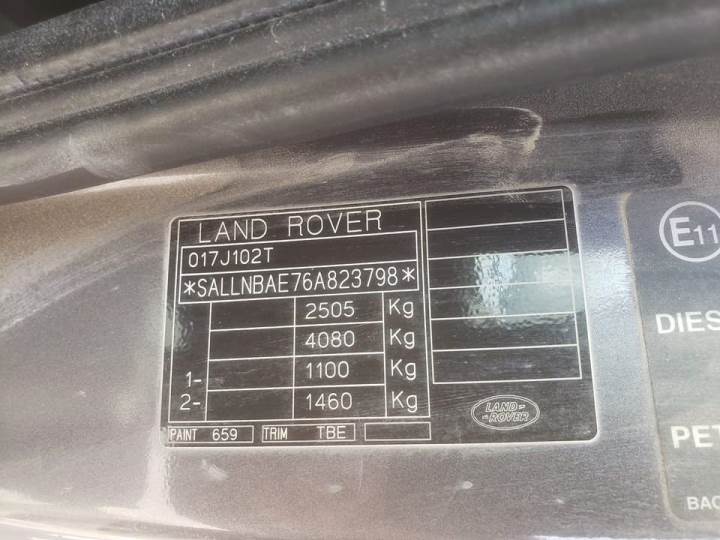 LAND ROVER
017J102T
*SALLNBAE76A823798*
2505 Kg
4080 Kg
1- 1100 Kg
2- 1460 Kg
PAINT 659 TRIM TBE
LAND-
-ROVER
E11
DIES
PET
BAC